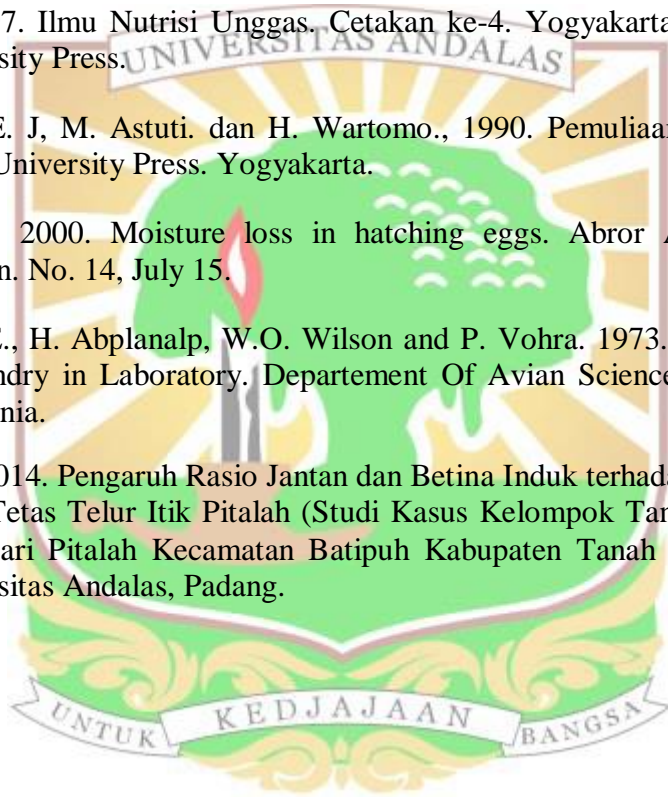 7. Ilmu Nutrisi Unggas. Cetakan ke-4. Yogyakarta
sity Press.
UNIVERSITAS ANDALAS
E. J, M. Astuti. dan H. Wartomo., 1990. Pemuliaan
University Press. Yogyakarta.
2000. Moisture loss in hatching eggs. Abror A
n. No. 14, July 15.
E., H. Abplanalp, W.O. Wilson and P. Vohra. 1973.
ndry in Laboratory. Departement Of Avian Science
nia.
014. Pengaruh Rasio Jantan dan Betina Induk terhada
Tetas Telur Itik Pitalah (Studi Kasus Kelompok Tan
ari Pitalah Kecamatan Batipuh Kabupaten Tanah
sitas Andalas, Padang.
UNTUK KEDJAJAAN BANGSA